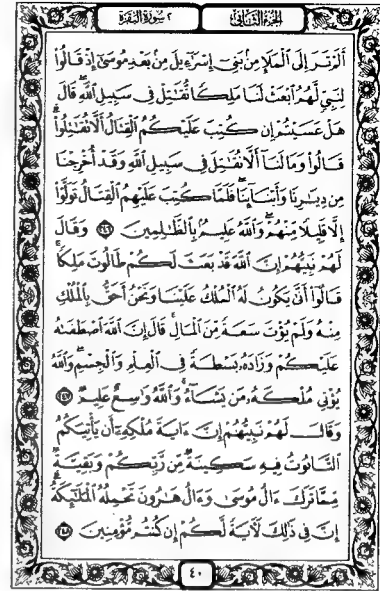 الجزء الثاني ٢ سورة البقرة
أَلَمْ تَرَ إِلَى ٱلْمَلَإِ مِنۢ بَنِىٓ إِسْرَٰٓءِيلَ مِنۢ بَعْدِ مُوسَىٰٓ إِذْ قَالُوا۟
لِنَبِىٍّ لَّهُمُ ٱبْعَثْ لَنَا مَلِكًا نُّقَٰتِلْ فِى سَبِيلِ ٱللَّهِ ۖ قَالَ
هَلْ عَسَيْتُمْ إِن كُتِبَ عَلَيْكُمُ ٱلْقِتَالُ أَلَّا تُقَٰتِلُوا۟ ۖ
قَالُوا۟ وَمَا لَنَآ أَلَّا نُقَٰتِلَ فِى سَبِيلِ ٱللَّهِ وَقَدْ أُخْرِجْنَا
مِن دِيَٰرِنَا وَأَبْنَآئِنَا ۖ فَلَمَّا كُتِبَ عَلَيْهِمُ ٱلْقِتَالُ تَوَلَّوْا۟
إِلَّا قَلِيلًا مِّنْهُمْ ۗ وَٱللَّهُ عَلِيمٌۢ بِٱلظَّٰلِمِينَ ٢٤٦ وَقَالَ
لَهُمْ نَبِيُّهُمْ إِنَّ ٱللَّهَ قَدْ بَعَثَ لَكُمْ طَالُوتَ مَلِكًا ۚ
قَالُوٓا۟ أَنَّىٰ يَكُونُ لَهُ ٱلْمُلْكُ عَلَيْنَا وَنَحْنُ أَحَقُّ بِٱلْمُلْكِ
مِنْهُ وَلَمْ يُؤْتَ سَعَةً مِّنَ ٱلْمَالِ ۚ قَالَ إِنَّ ٱللَّهَ ٱصْطَفَىٰهُ
عَلَيْكُمْ وَزَادَهُۥ بَسْطَةً فِى ٱلْعِلْمِ وَٱلْجِسْمِ ۖ وَٱللَّهُ
يُؤْتِى مُلْكَهُۥ مَن يَشَآءُ ۚ وَٱللَّهُ وَٰسِعٌ عَلِيمٌ ٢٤٧
وَقَالَ لَهُمْ نَبِيُّهُمْ إِنَّ ءَايَةَ مُلْكِهِۦٓ أَن يَأْتِيَكُمُ
ٱلتَّابُوتُ فِيهِ سَكِينَةٌ مِّن رَّبِّكُمْ وَبَقِيَّةٌ
مِّمَّا تَرَكَ ءَالُ مُوسَىٰ وَءَالُ هَٰرُونَ تَحْمِلُهُ ٱلْمَلَٰٓئِكَةُ ۚ
إِنَّ فِى ذَٰلِكَ لَءَايَةً لَّكُمْ إِن كُنتُم مُّؤْمِنِينَ ٢٤٨
٤٠